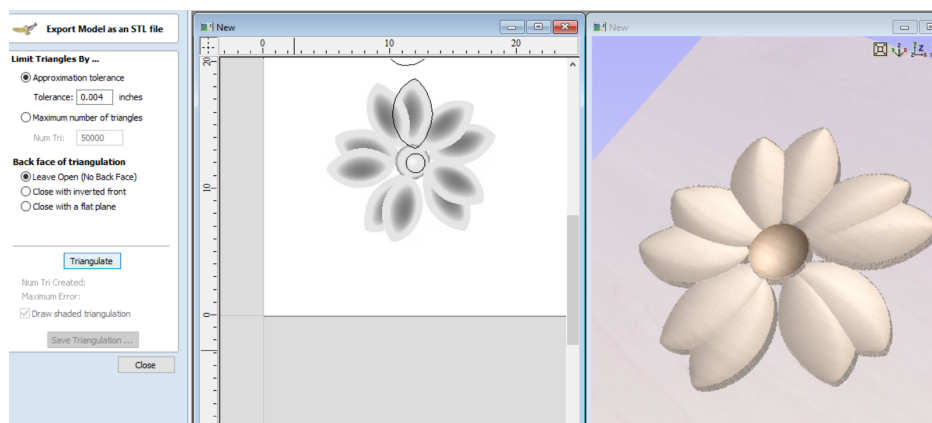 Export Model as an STL file
Limit Triangles By ...
Approximation tolerance
Tolerance: 0.004 inches
Maximum number of triangles
Num Tri: 50000
Back face of triangulation
Leave Open (No Back Face)
Close with inverted front
Close with a flat plane
Triangulate
Num Tri Created:
Maximum Error:
Draw shaded triangulation
Save Triangulation ...
Close
New
0 10 20
20
10
0
New
Z